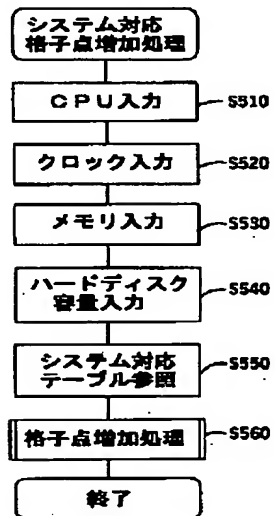 システム対応
格子点増加処理
CPU入力
S510
クロック入力
S520
メモリ入力
S530
ハードディスク
容量入力
S540
システム対応
テーブル参照
S550
格子点増加処理
S560
終了